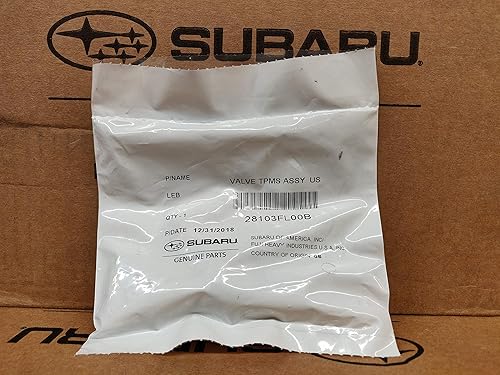 SUBARU
P/NAME VALVE TPMS ASSY US
LEB
QTY - 1 28103FL00B
P/DATE 12/31/2018
SUBARU
GENUINE PARTS
SUBARU OF AMERICA, INC
FUJI HEAVY INDUSTRIES U.S.A., INC.
COUNTRY OF ORIGIN
SUBARU